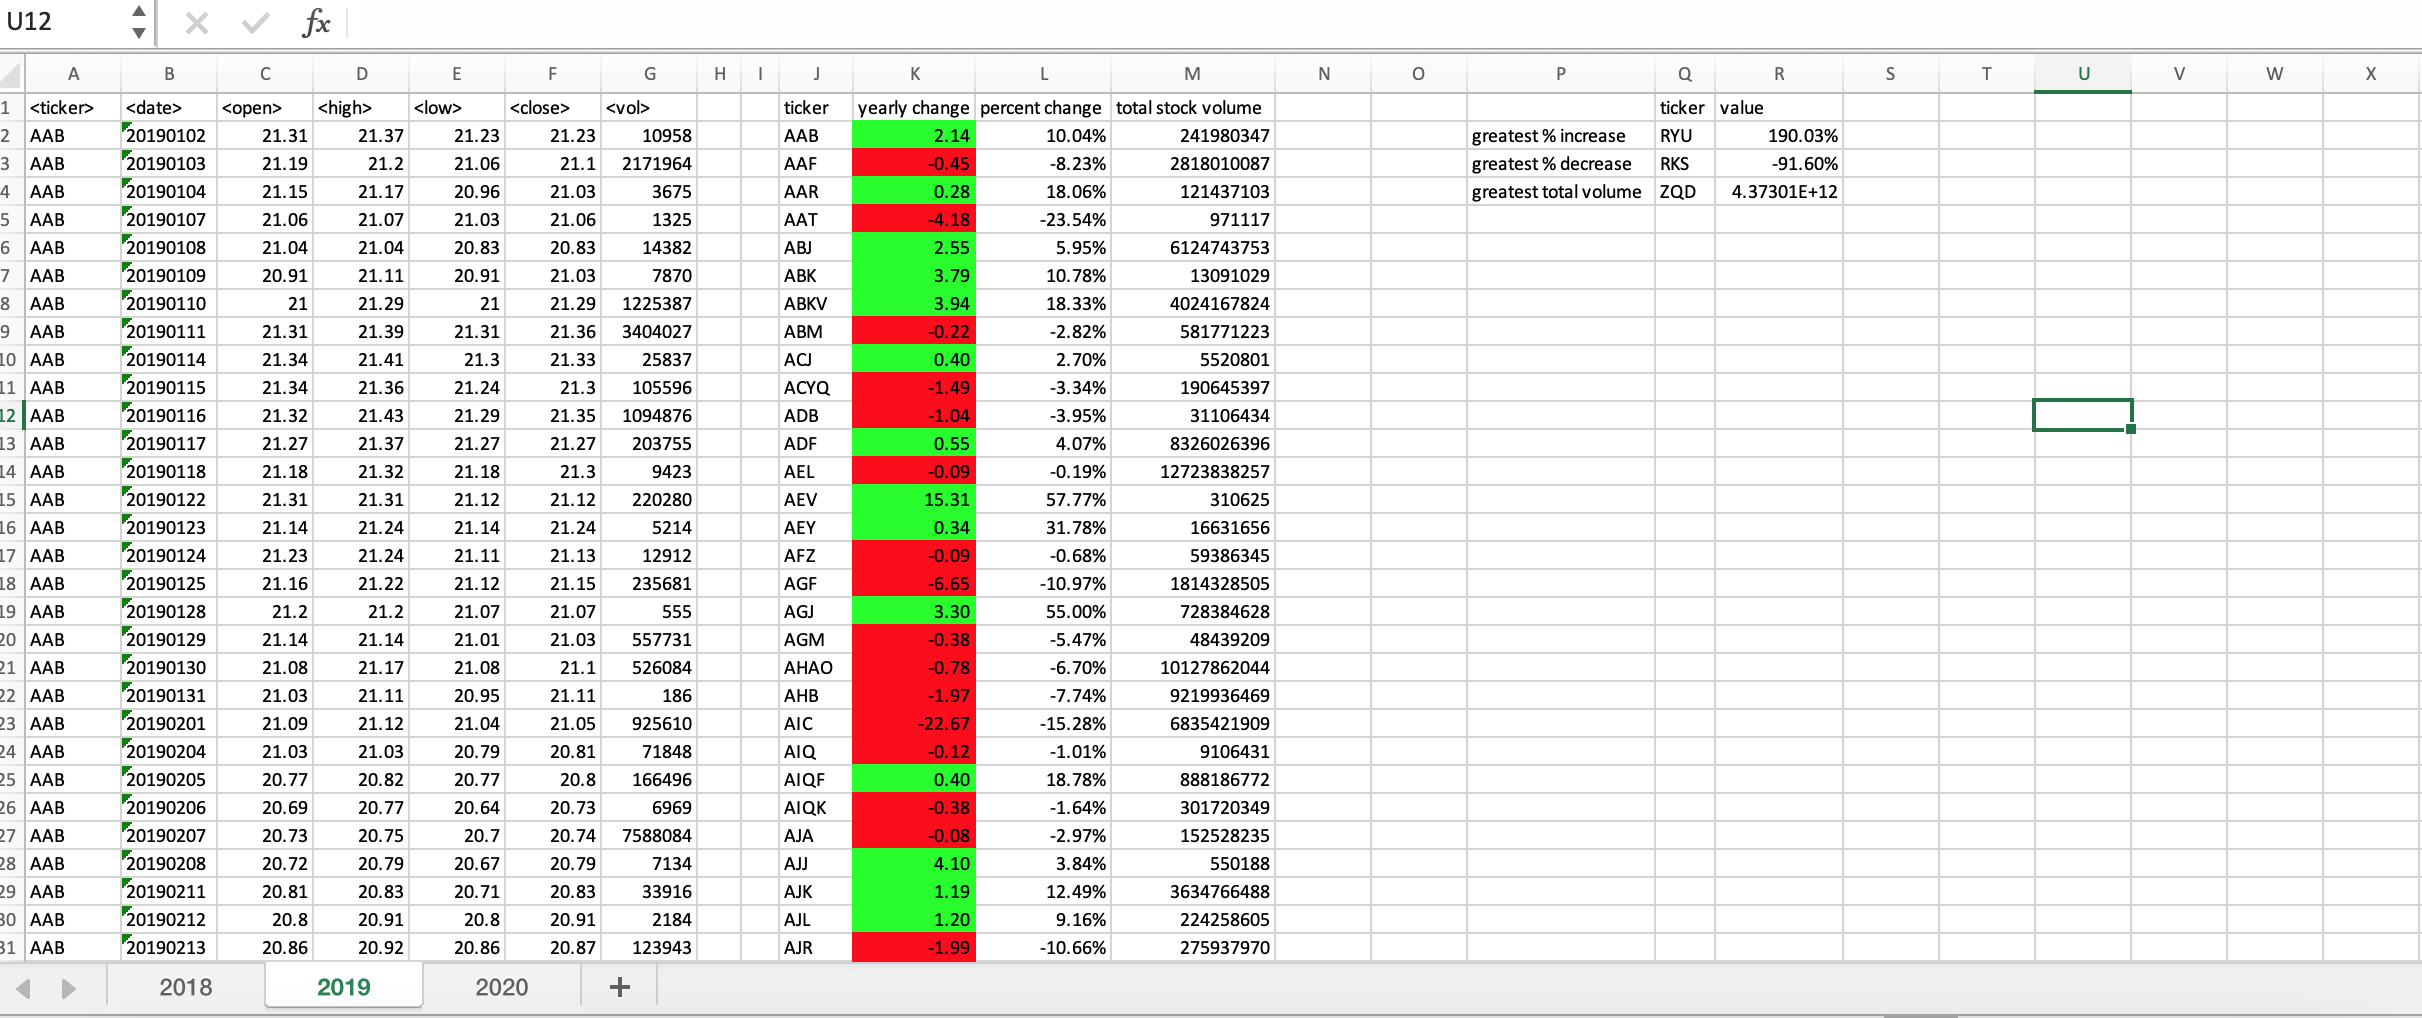 U12 fx
A B C D E F G H I J K L M N O P Q R S T U V W X
1 <ticker> <date> <open> <high> <low> <close> <vol> ticker yearly change percent change total stock volume ticker value
2 AAB 20190102 21.31 21.37 21.23 21.23 10958 AAB 2.14 10.04% 241980347 greatest % increase RYU 190.03%
3 AAB 20190103 21.19 21.2 21.06 21.1 2171964 AAF -0.45 -8.23% 2818010087 greatest % decrease RKS -91.60%
4 AAB 20190104 21.15 21.17 20.96 21.03 3675 AAR 0.28 18.06% 121437103 greatest total volume ZQD 4.37301E+12
5 AAB 20190107 21.06 21.07 21.03 21.06 1325 AAT -4.18 -23.54% 971117
6 AAB 20190108 21.04 21.04 20.83 20.83 14382 ABJ 2.55 5.95% 6124743753
7 AAB 20190109 20.91 21.11 20.91 21.03 7870 ABK 3.79 10.78% 13091029
8 AAB 20190110 21 21.29 21 21.29 1225387 ABKV 3.94 18.33% 4024167824
9 AAB 20190111 21.31 21.39 21.31 21.36 3404027 ABM -0.22 -2.82% 581771223
10 AAB 20190114 21.34 21.41 21.3 21.33 25837 ACJ 0.40 2.70% 5520801
11 AAB 20190115 21.34 21.36 21.24 21.3 105596 ACYQ -1.49 -3.34% 190645397
12 AAB 20190116 21.32 21.43 21.29 21.35 1094876 ADB -1.04 -3.95% 31106434
13 AAB 20190117 21.27 21.37 21.27 21.27 203755 ADF 0.55 4.07% 8326026396
14 AAB 20190118 21.18 21.32 21.18 21.3 9423 AEL -0.09 -0.19% 12723838257
15 AAB 20190122 21.31 21.31 21.12 21.12 220280 AEV 15.31 57.77% 310625
16 AAB 20190123 21.14 21.24 21.14 21.24 5214 AEY 0.34 31.78% 16631656
17 AAB 20190124 21.23 21.24 21.11 21.13 12912 AFZ -0.09 -0.68% 59386345
18 AAB 20190125 21.16 21.22 21.12 21.15 235681 AGF -6.65 -10.97% 1814328505
19 AAB 20190128 21.2 21.2 21.07 21.07 555 AGJ 3.30 55.00% 728384628
20 AAB 20190129 21.14 21.14 21.01 21.03 557731 AGM -0.38 -5.47% 48439209
21 AAB 20190130 21.08 21.17 21.08 21.1 526084 AHAO -0.78 -6.70% 10127862044
22 AAB 20190131 21.03 21.11 20.95 21.11 186 AHB -1.97 -7.74% 9219936469
23 AAB 20190201 21.09 21.12 21.04 21.05 925610 AIC -22.67 -15.28% 6835421909
24 AAB 20190204 21.03 21.03 20.79 20.81 71848 AIQ -0.12 -1.01% 9106431
25 AAB 20190205 20.77 20.82 20.77 20.8 166496 AIQF 0.40 18.78% 888186772
26 AAB 20190206 20.69 20.77 20.64 20.73 6969 AIQK -0.38 -1.64% 301720349
27 AAB 20190207 20.73 20.75 20.7 20.74 7588084 AJA -0.08 -2.97% 152528235
28 AAB 20190208 20.72 20.79 20.67 20.79 7134 AJJ 4.10 3.84% 550188
29 AAB 20190211 20.81 20.83 20.71 20.83 33916 AJK 1.19 12.49% 3634766488
30 AAB 20190212 20.8 20.91 20.8 20.91 2184 AJL 1.20 9.16% 224258605
31 AAB 20190213 20.86 20.92 20.86 20.87 123943 AJR -1.99 -10.66% 275937970
2018 2019 2020 +